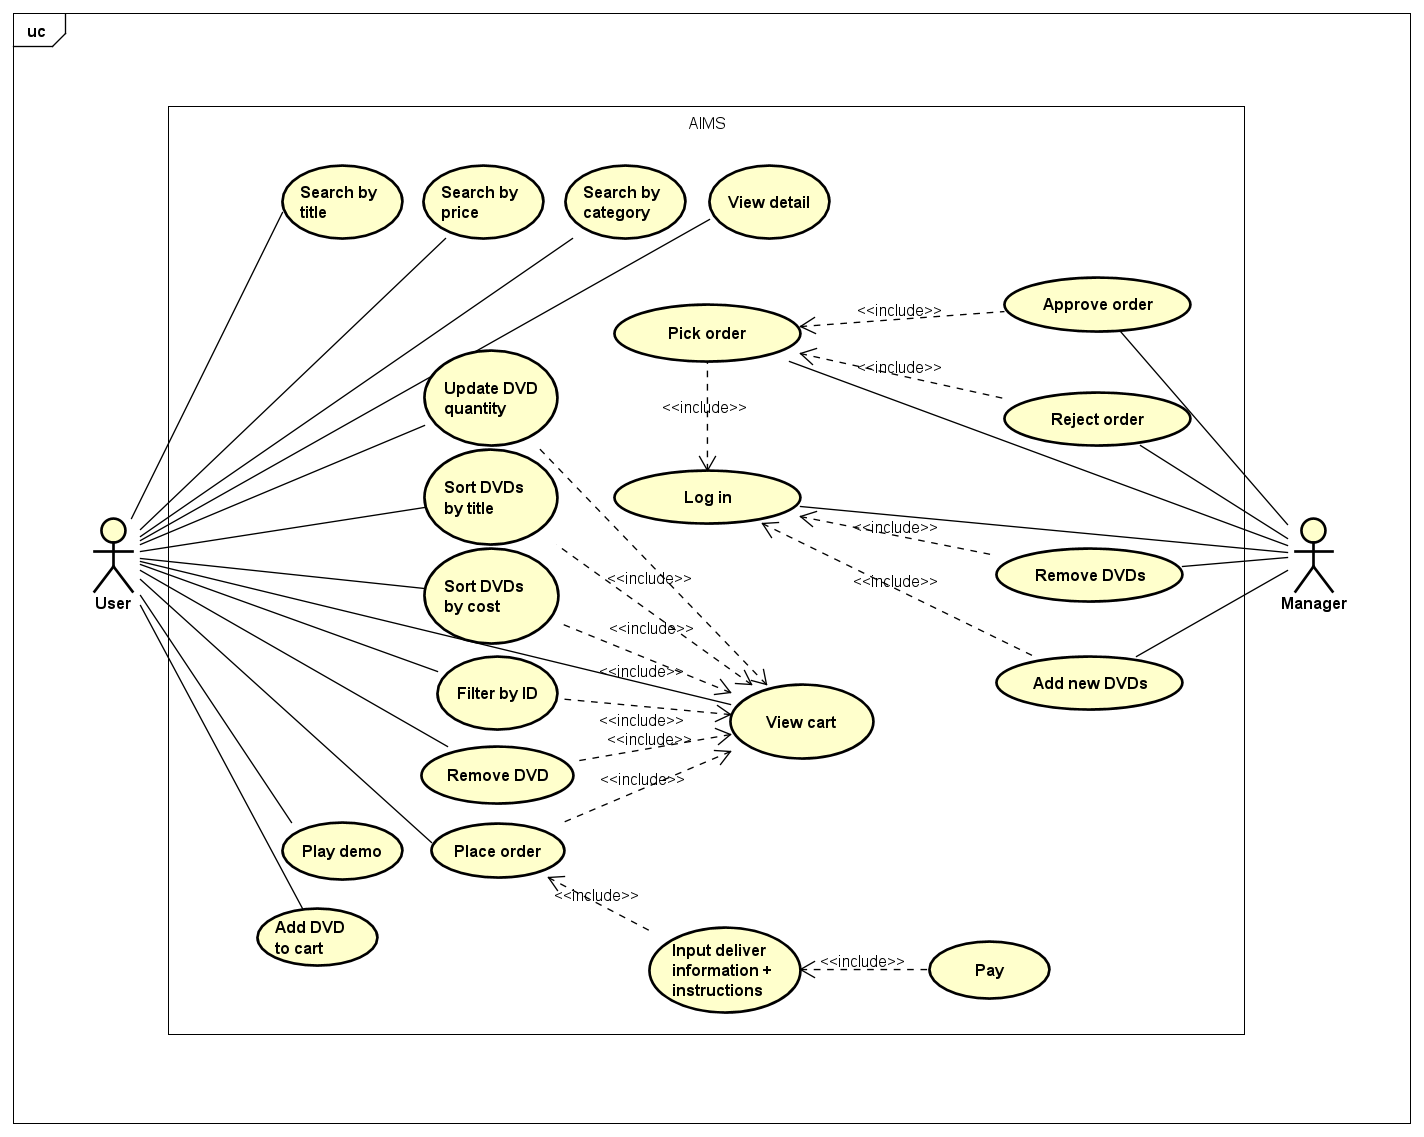 uc
AIMS
Search by
title
Search by
price
Search by
category
View detail
Approve order
<<include>>
Pick order
<<include>>
Reject order
Update DVD
quantity
<<include>>
Sort DVDs
by title
Log in
<<include>>
Remove DVDs
<<include>>
User
Manager
Sort DVDs
by cost
<<include>>
<<include>>
<<include>>
Add new DVDs
Filter by ID
<<include>>
View cart
<<include>>
Remove DVD
<<include>>
Play demo
Place order
<<include>>
Add DVD
to cart
Input deliver
information +
instructions
<<include>>
Pay